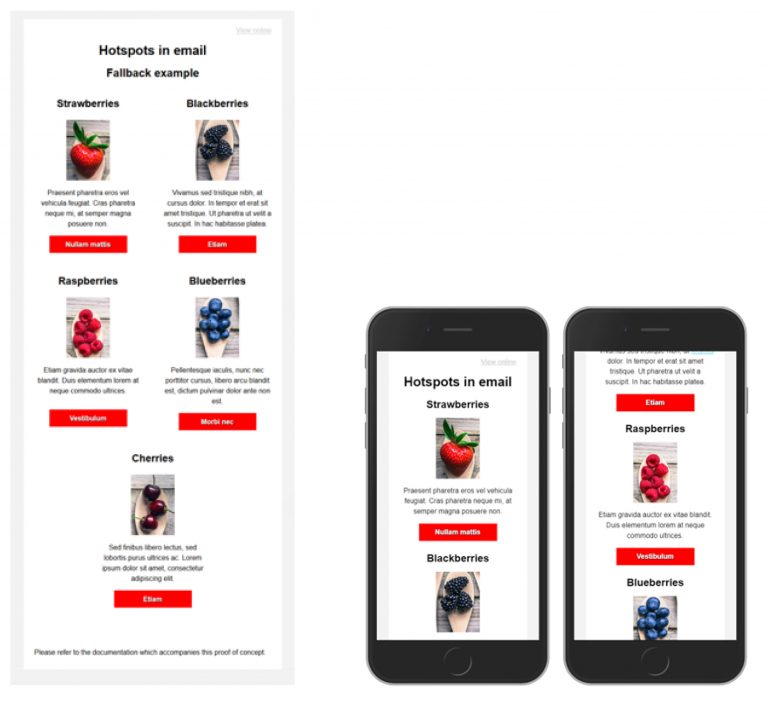 View online
Hotspots in email
Fallback example
Strawberries
Praesent pharetra eros vel
vehicula feugiat. Cras pharetra
neque mi, at semper magna
posuere non.
Nullam mattis
Blackberries
Vivamus sed tristique nibh, at
cursus dolor. In tempor et erat sit
amet tristique. Ut pharetra ut velit a
suscipit. In hac habitasse platea.
Etiam
Raspberries
Etiam gravida auctor ex vitae
blandit. Duis elementum lorem at
neque commodo ultrices.
Vestibulum
Blueberries
Pellentesque iaculis, nunc nec
porttitor cursus, libero arcu blandit
est, dictum pulvinar dolor ante non
est.
Morbi nec
Cherries
Sed finibus libero lectus, sed
lobortis purus ultrices ac. Lorem
ipsum dolor sit amet, consectetur
adipiscing elit.
Etiam
Please refer to the documentation which accompanies this proof of concept.
View online
Hotspots in email
Strawberries
Praesent pharetra eros vel vehicula
feugiat. Cras pharetra neque mi, at
semper magna posuere non.
Nullam mattis
Blackberries
cursus dolor. In tempor et erat sit amet
tristique. Ut pharetra ut velit a
suscipit. In hac habitasse platea.
Etiam
Raspberries
Etiam gravida auctor ex vitae blandit.
Duis elementum lorem at neque
commodo ultrices.
Vestibulum
Blueberries